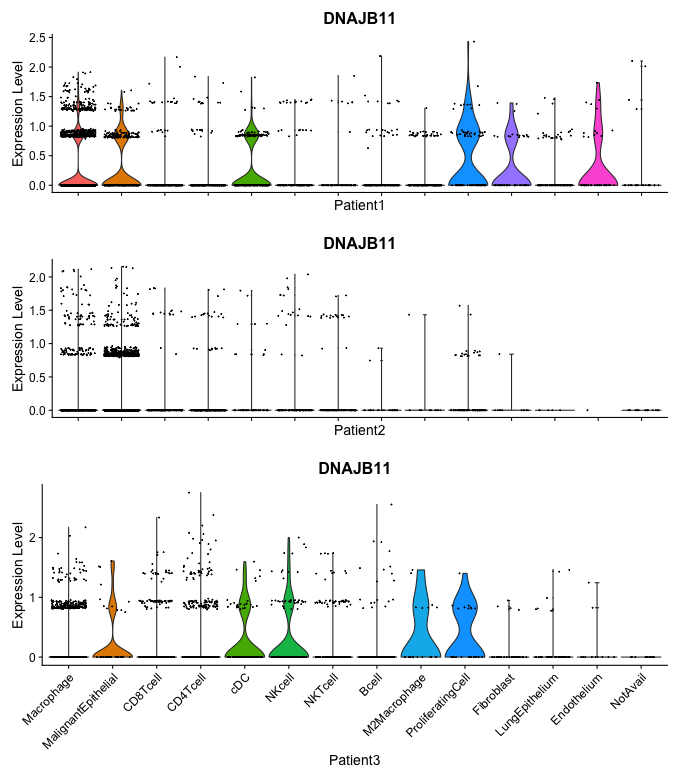 DNAJB11
Expression Level
2.5
2.0
1.5
1.0
0.5
0.0
Patient1
DNAJB11
Expression Level
2.0
1.5
1.0
0.5
0.0
Patient2
DNAJB11
Expression Level
2
1
0
Macrophage
MalignantEpithelial
CD8Tcell
CD4Tcell
cDC
NKcell
NKTcell
Bcell
M2Macrophage
ProliferatingCell
Fibroblast
LungEpithelium
Endothelium
NotAvail
Patient3